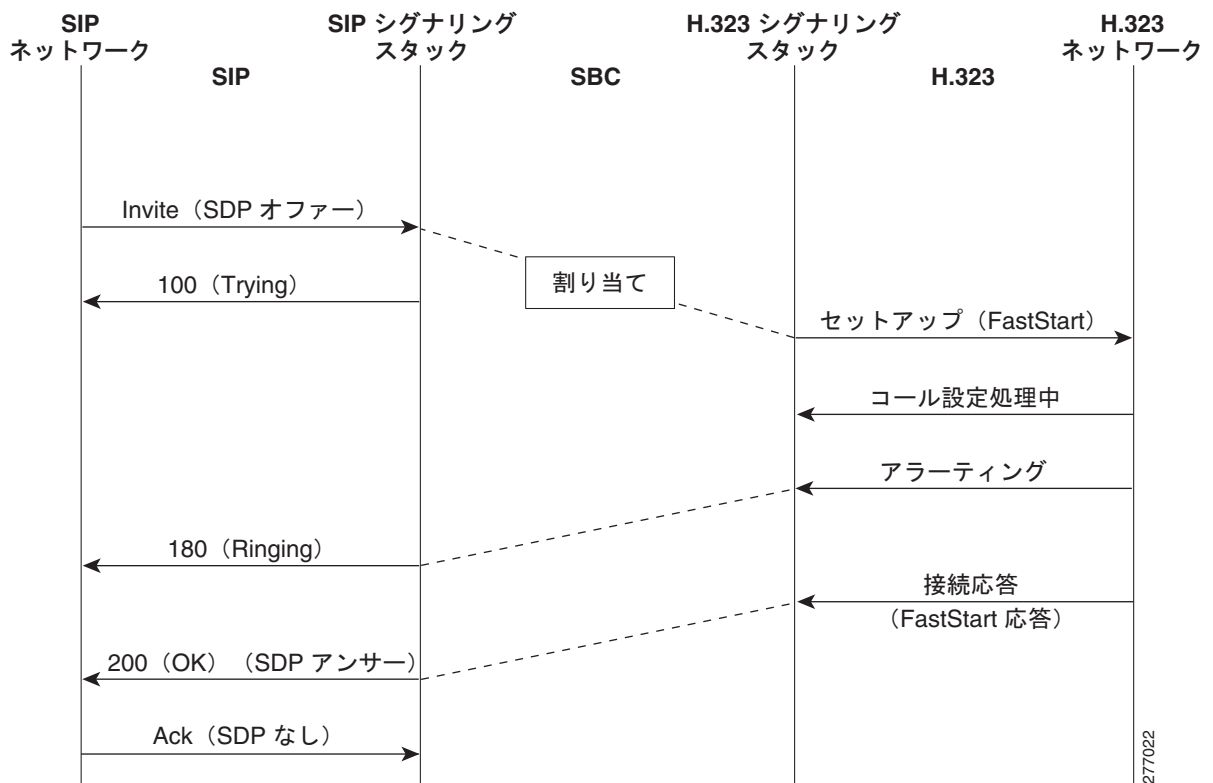 SIP
ネットワーク
SIP シグナリング
スタック
H.323 シグナリング
スタック
H.323
ネットワーク
SIP
SBC
H.323
Invite（SDP オファー）
割り当て
100（Trying）
セットアップ（FastStart）
コール設定処理中
アラーティング
180（Ringing）
接続応答
（FastStart 応答）
200（OK）（SDP アンサー）
Ack（SDP なし）
277022